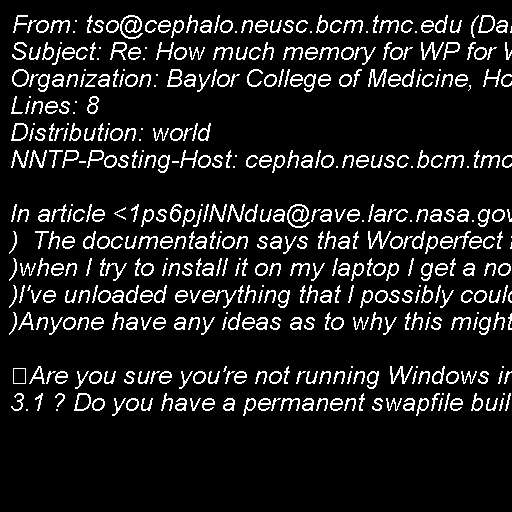 From: tso@cephalo.neusc.bcm.tmc.edu (Da
Subject: Re: How much memory for WP for
Organization: Baylor College of Medicine, Ho
Lines: 8
Distribution: world
NNTP-Posting-Host: cephalo.neusc.bcm.tmc
In article <1ps6pjINNdua@rave.larc.nasa.gov
) The documentation says that Wordperfect
)when I try to install it on my laptop I get a no
)I've unloaded everything that I possibly coul
)Anyone have any ideas as to why this might
Are you sure you're not running Windows in
3.1 ? Do you have a permanent swapfile buil